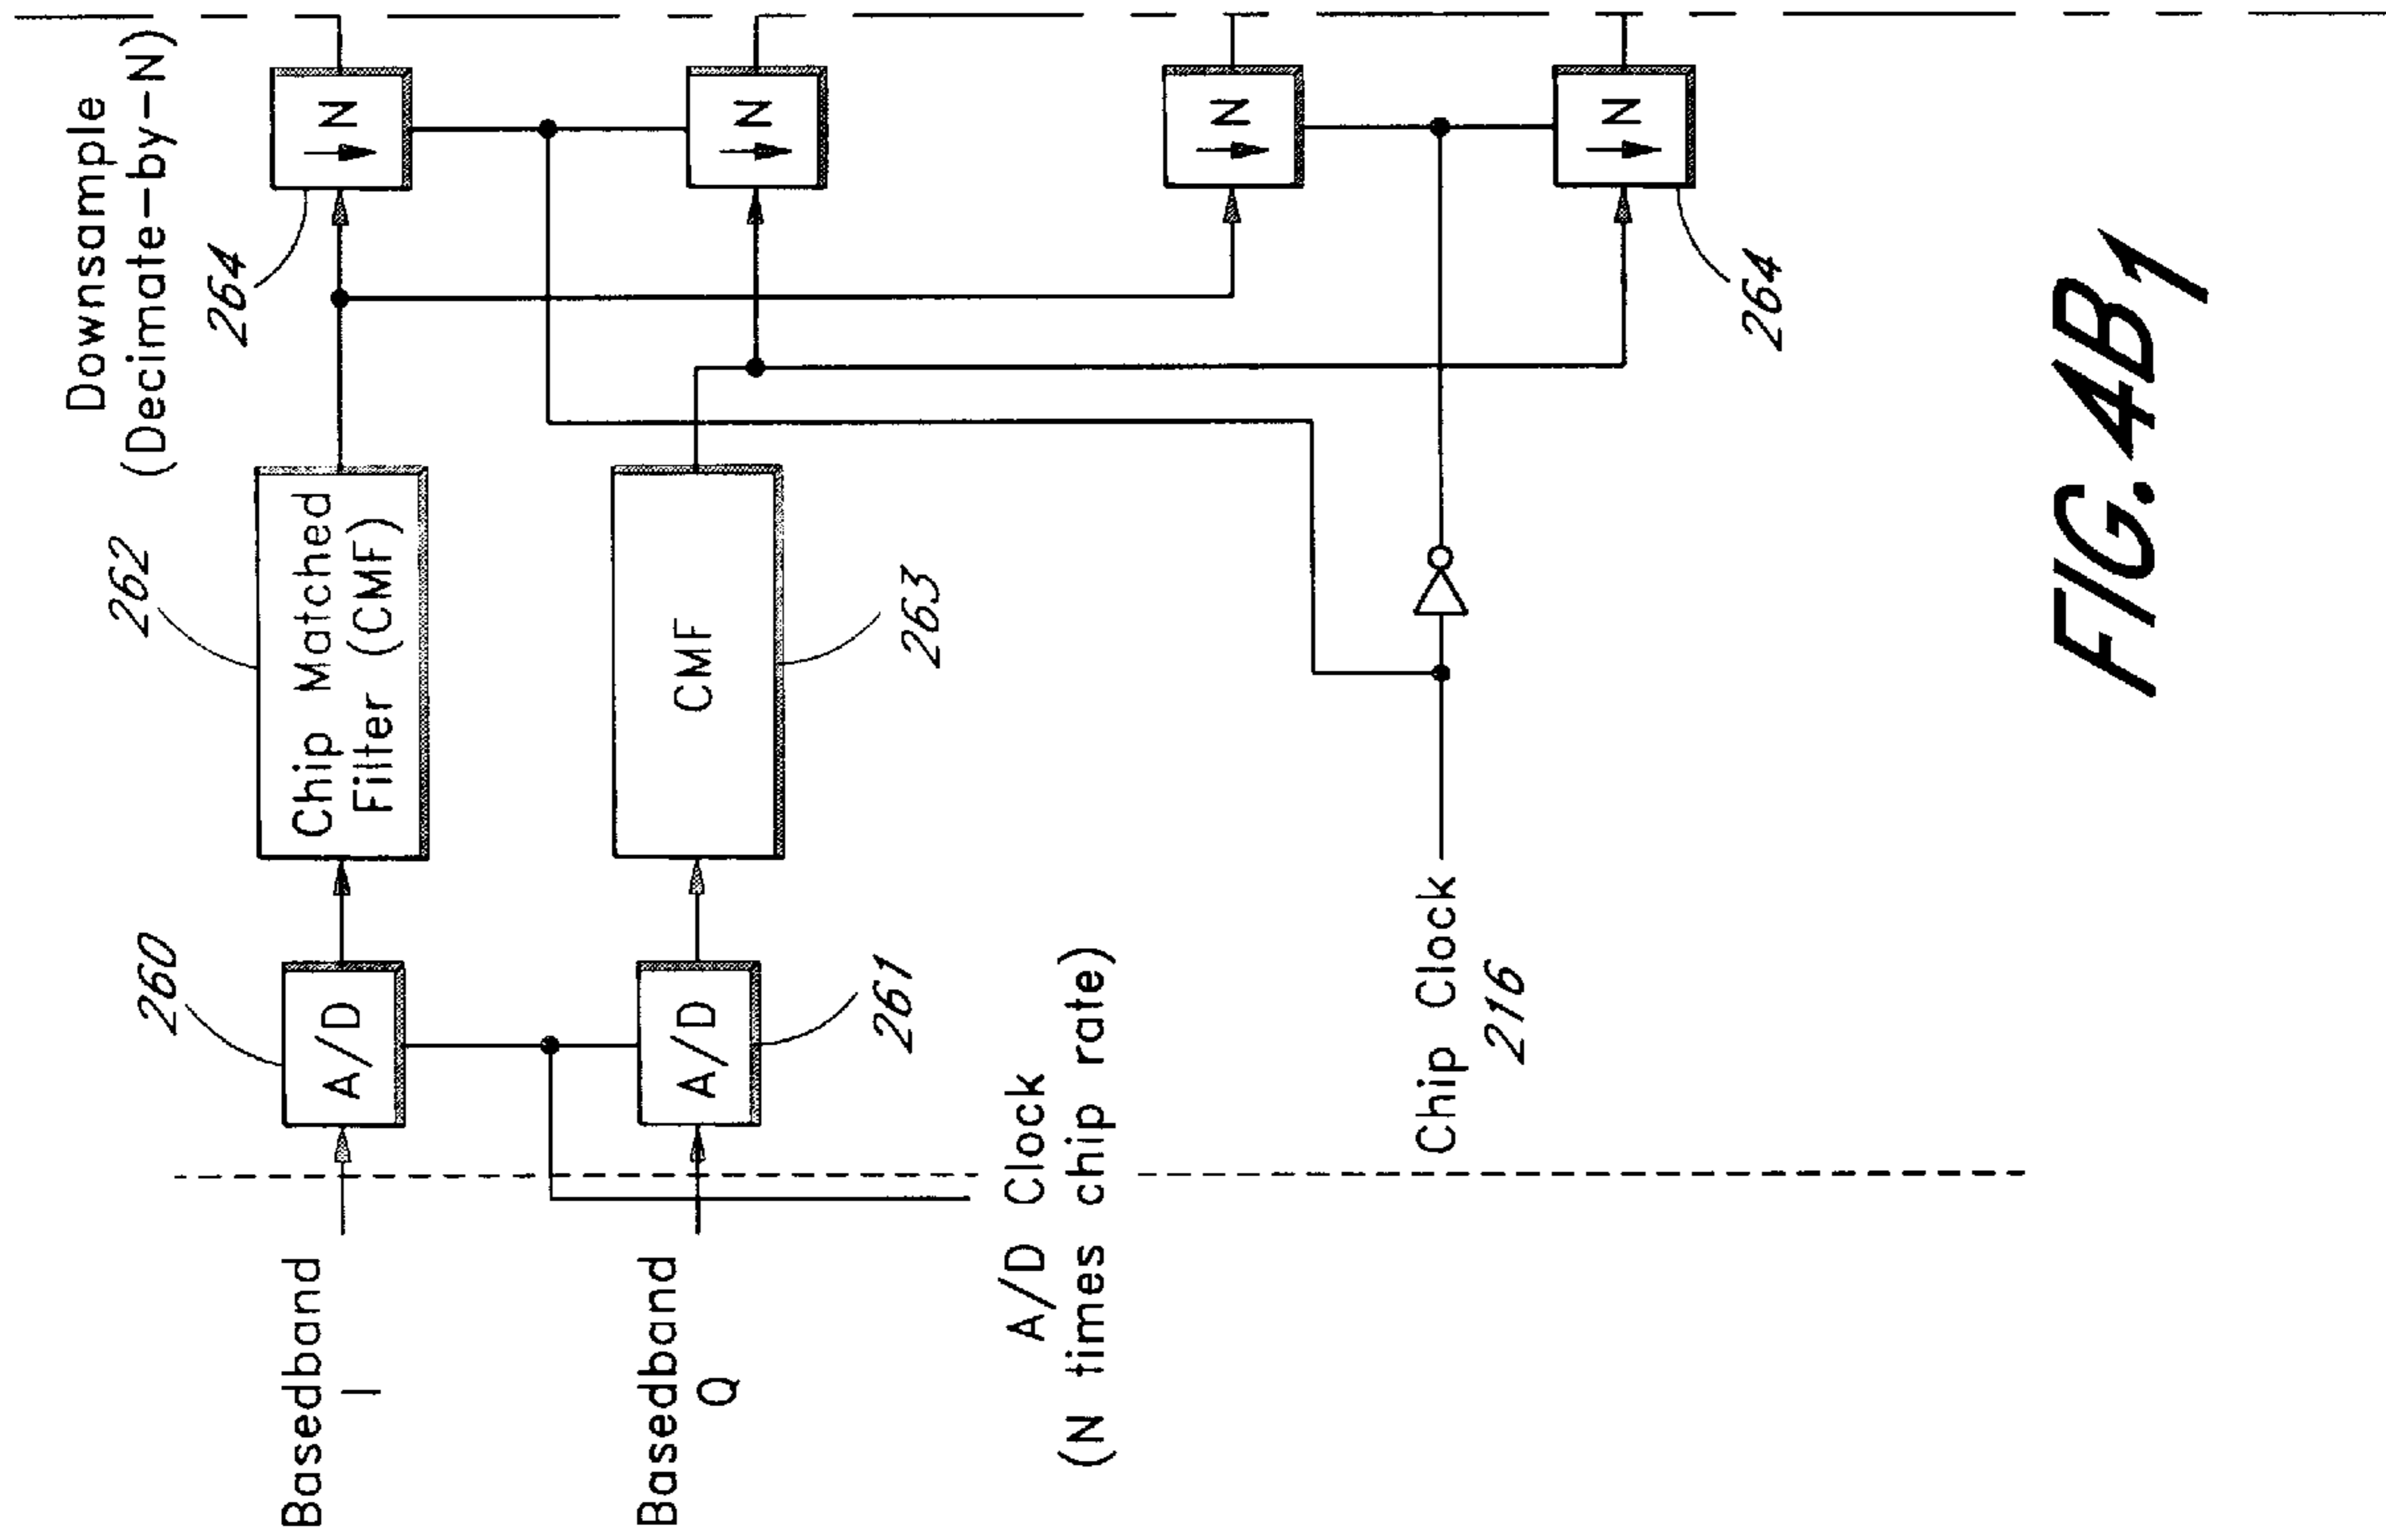 Downsample
(Decimate-by-N)
264
↓ N
↓ N
↓ N
↓ N
264
262
Chip Matched
Filter (CMF)
CMF
263
260
A/D
A/D
261
Basedband
I
Basedband
Q
A/D Clock
(N times chip rate)
Chip Clock
216
FIG. 4B1